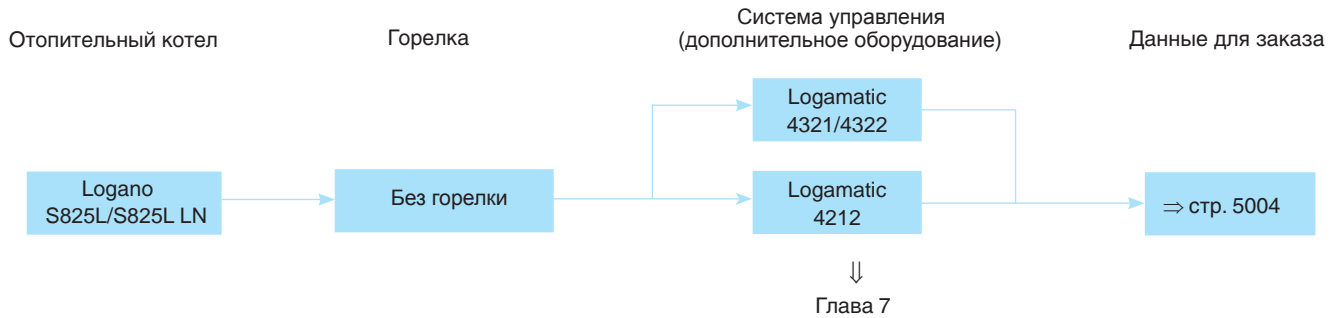 Отопительный котел
Горелка
Система управления
(дополнительное оборудование)
Данные для заказа
Logano
S825L/S825L LN
Без горелки
Logamatic
4321/4322
Logamatic
4212
⇒ стр. 5004
⇓
Глава 7